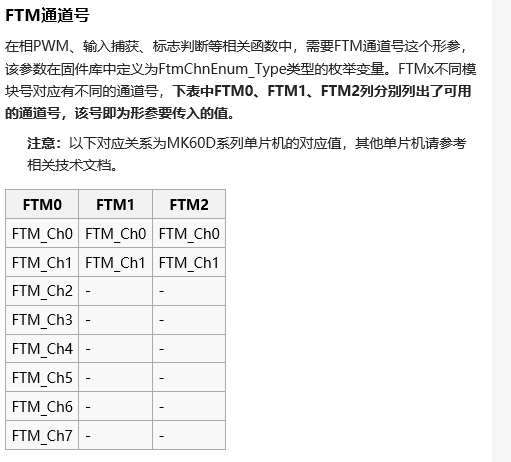 FTM通道号
在相PWM、输入捕获、标志判断等相关函数中，需要FTM通道号这个形参，
该参数在固件库中定义为FtmChnEnum_Type类型的枚举变量。FTMx不同模
块号对应有不同的通道号，下表中FTM0、FTM1、FTM2列分别列出了可用
的通道号，该号即为形参要传入的值。
注意：以下对应关系为MK60D系列单片机的对应值，其他单片机请参考
相关技术文档。
FTM0 FTM1 FTM2
FTM_Ch0 FTM_Ch0 FTM_Ch0
FTM_Ch1 FTM_Ch1 FTM_Ch1
FTM_Ch2 - -
FTM_Ch3 - -
FTM_Ch4 - -
FTM_Ch5 - -
FTM_Ch6 - -
FTM_Ch7 - -